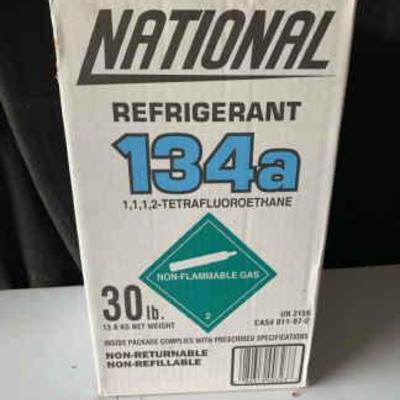 NATIONAL
REFRIGERANT
134a
1,1,1,2-TETRAFLUOROETHANE
NON-FLAMMABLE GAS
2
30 lb.
13.6 KG NET WEIGHT
UN 3159
CAS# 811-97-2
INSIDE PACKAGE COMPLIES WITH PRESCRIBED SPECIFICATIONS
NON-RETURNABLE
NON-REFILLABLE